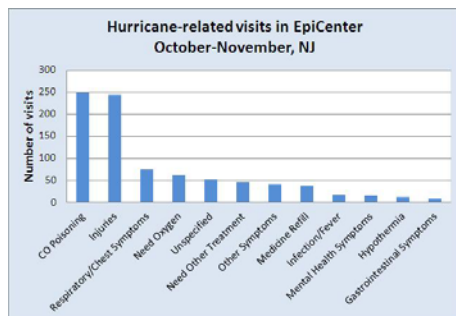 Hurricane-related visits in EpiCenter
October-November, NJ
Number of visits
300
250
200
150
100
50
0
CO Poisoning
Injuries
Respiratory/Chest Symptoms
Need Oxygen
Unspecified
Need Other Treatment
Other Symptoms
Medicine Refill
Infection/Fever
Mental Health Symptoms
Hypothermia
Gastrointestinal Symptoms